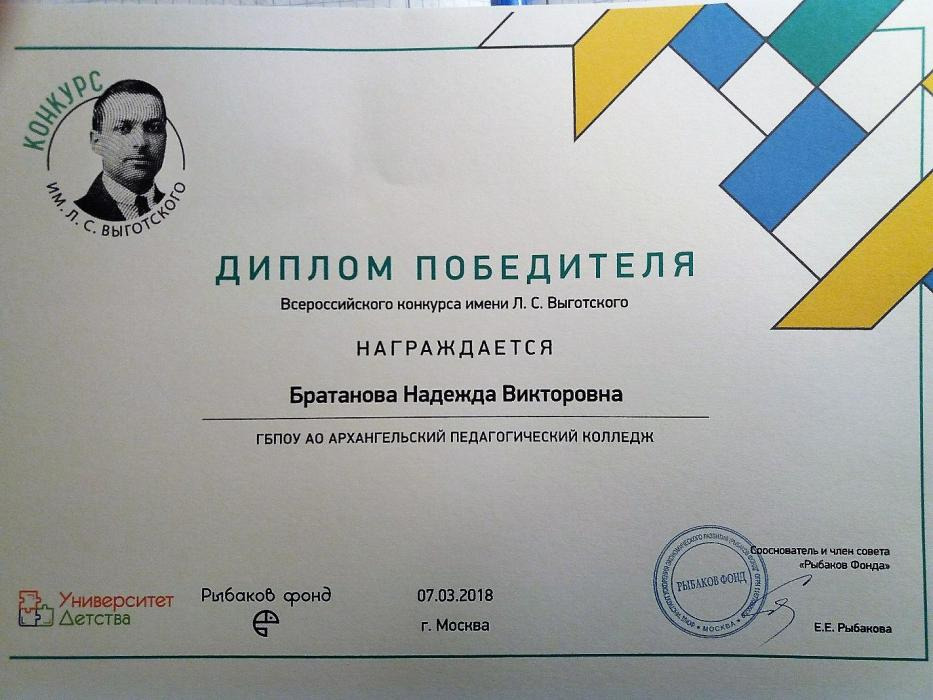 КОНКУРС
ИМ. Л. С. ВЫГОТСКОГО
ДИПЛОМ ПОБЕДИТЕЛЯ
Всероссийского конкурса имени Л. С. Выготского
НАГРАЖДАЕТСЯ
Братанова Надежда Викторовна
ГБПОУ АО АРХАНГЕЛЬСКИЙ ПЕДАГОГИЧЕСКИЙ КОЛЛЕДЖ
Сооснователь и член совета
«Рыбаков Фонда»
РЫБАКОВ ФОНД
МОСКВА
Е.Е. Рыбакова
Университет
Детства
Рыбаков фонд
07.03.2018
г. Москва